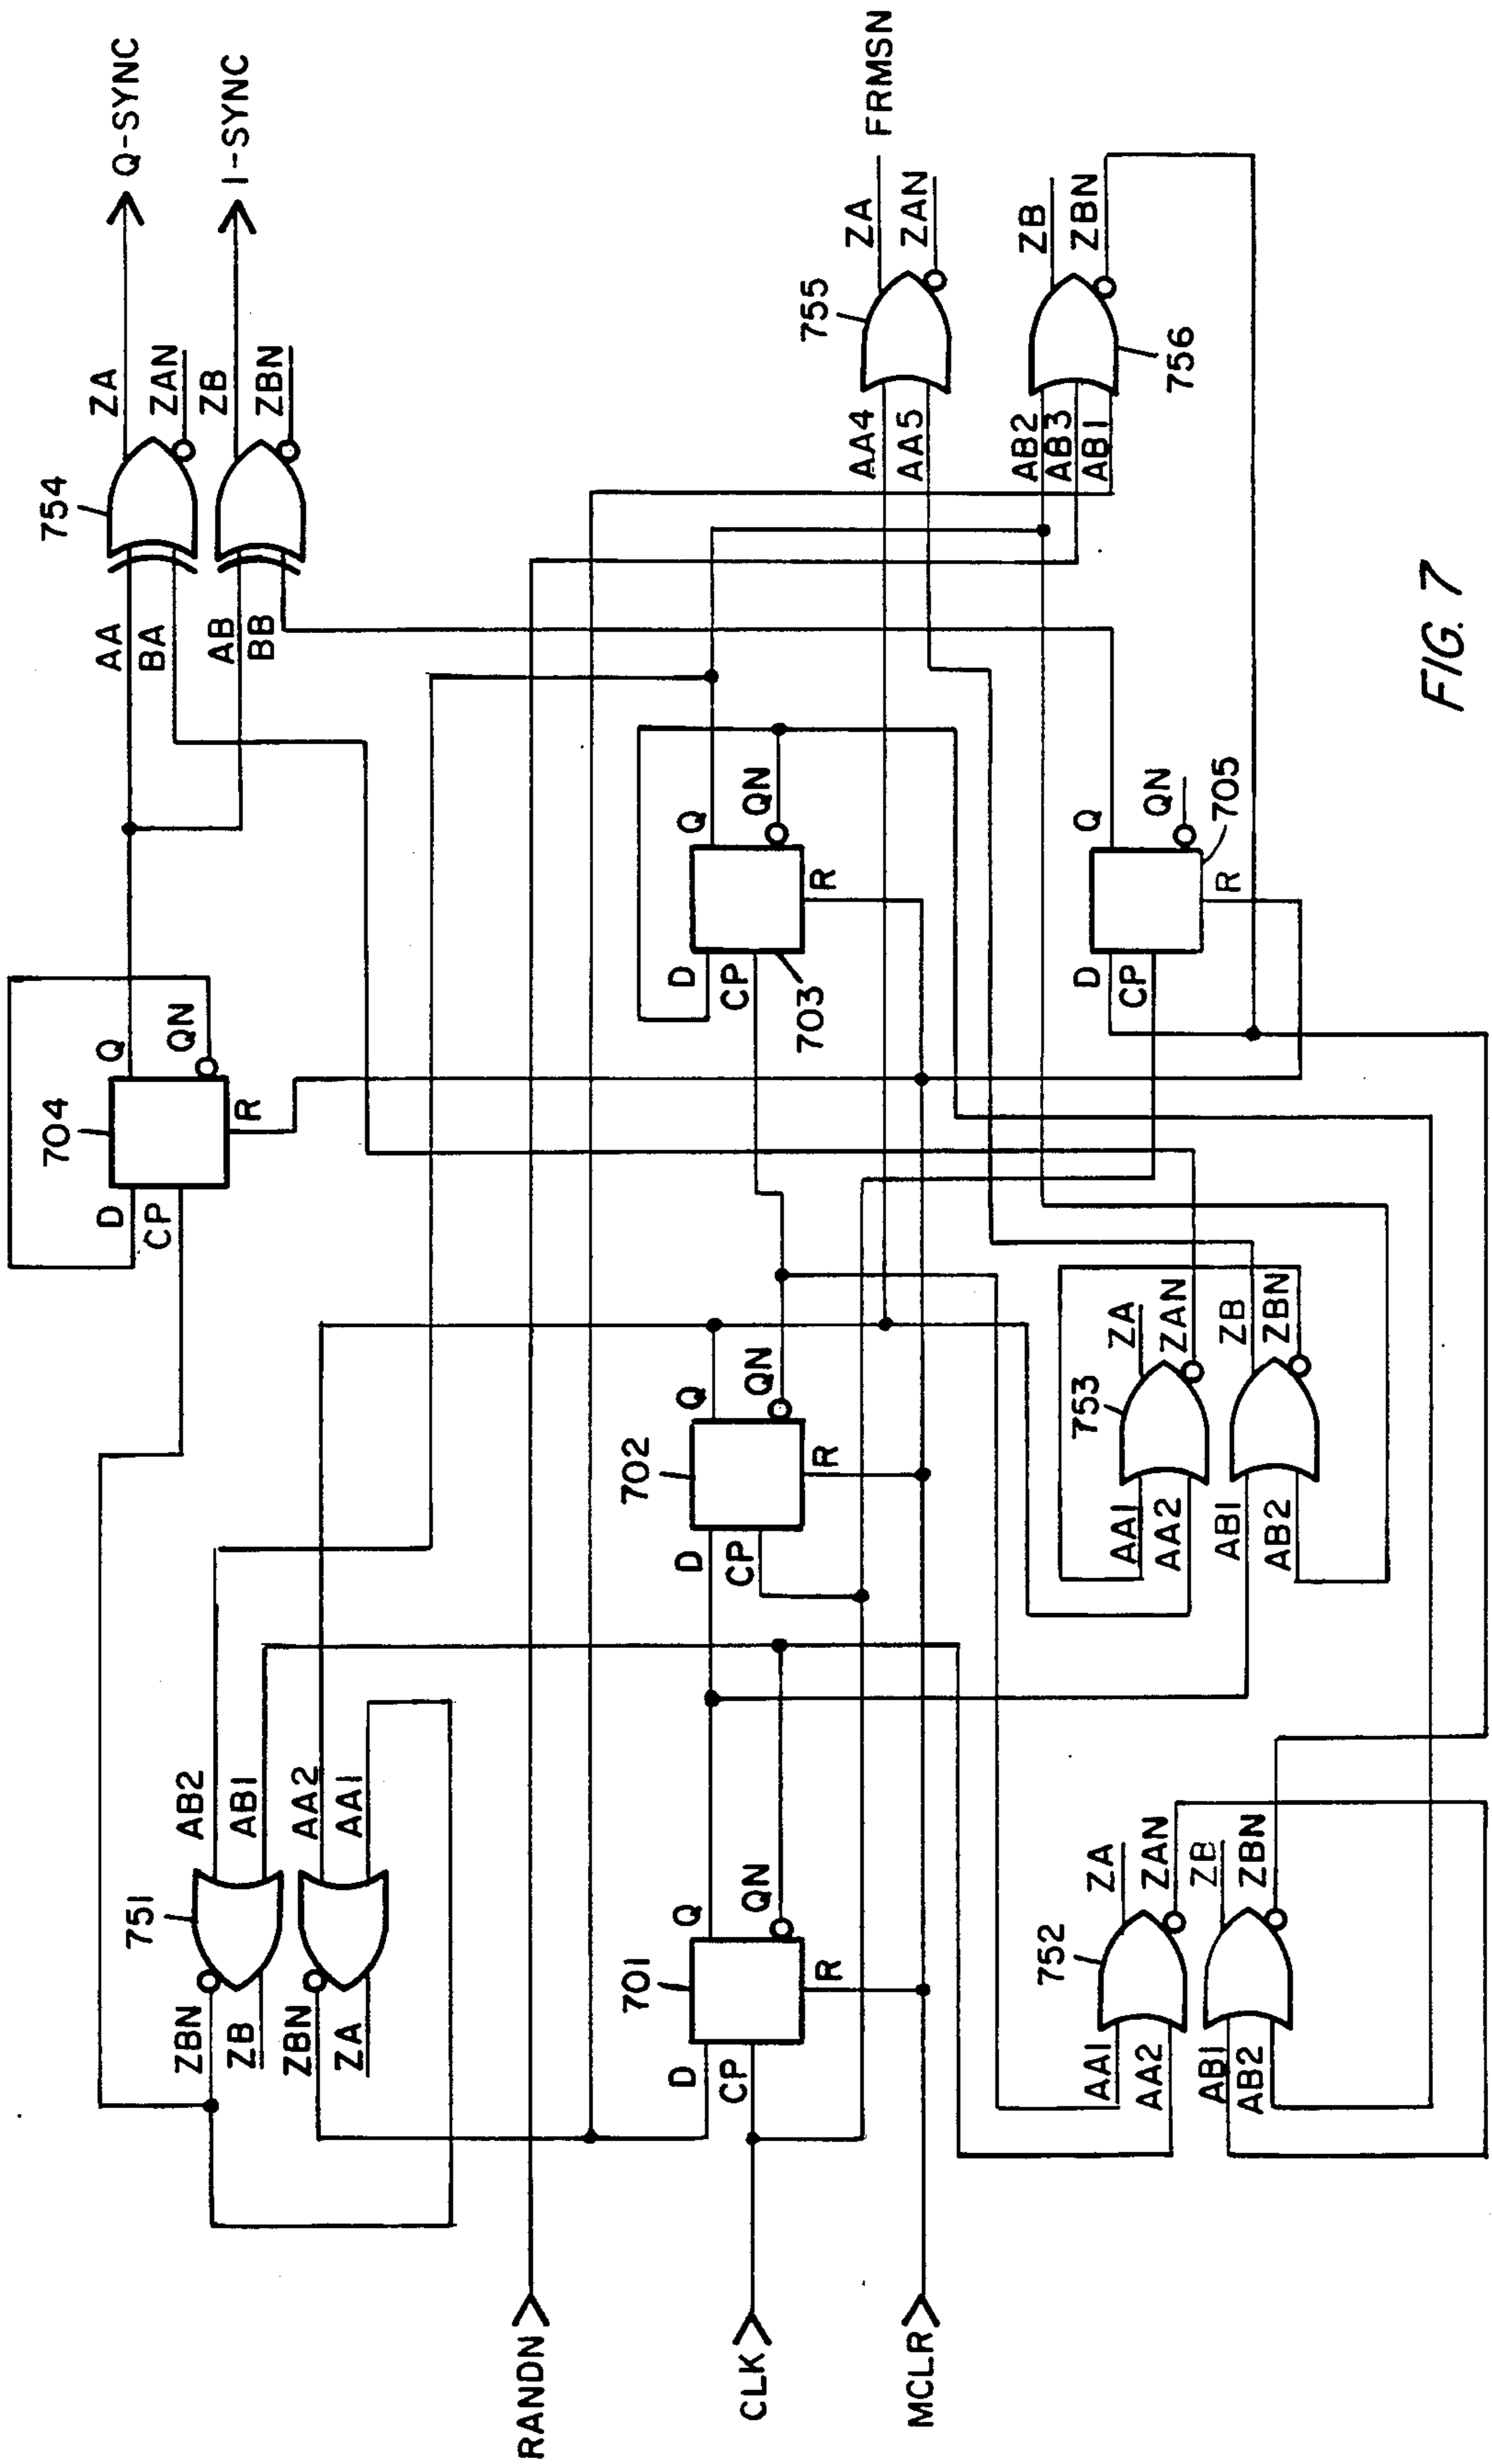 Q-SYNC
I-SYNC
754
ZA
ZAN
ZB
ZBN
AA
BA
AB
BB
704
D
CP
Q
QN
R
751
ZBN
ZB
ZBN
ZA
AB2
AB1
AA2
AA1
RANDN
CLK
MCLR
701
D
CP
Q
QN
R
702
D
CP
Q
QN
R
703
D
CP
Q
QN
R
755
AA4
AA5
ZA
FRMSN
ZAN
756
AB2
AB3
AB1
ZB
ZBN
705
D
CP
Q
QN
R
752
AA1
AA2
AB1
AB2
ZA
ZAN
ZB
ZBN
753
AA1
AA2
AB1
AB2
ZA
ZAN
ZB
ZBN
FIG. 7